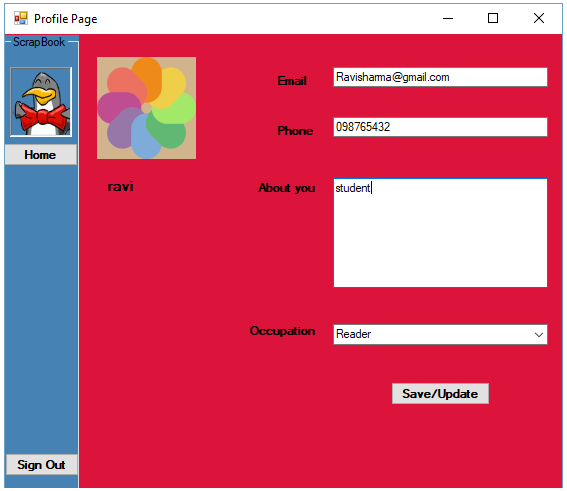 Profile Page
ScrapBook
Home
Sign Out
ravi
Email
Ravisharma@gmail.com
Phone
098765432
About you
student
Occupation
Reader
Save/Update